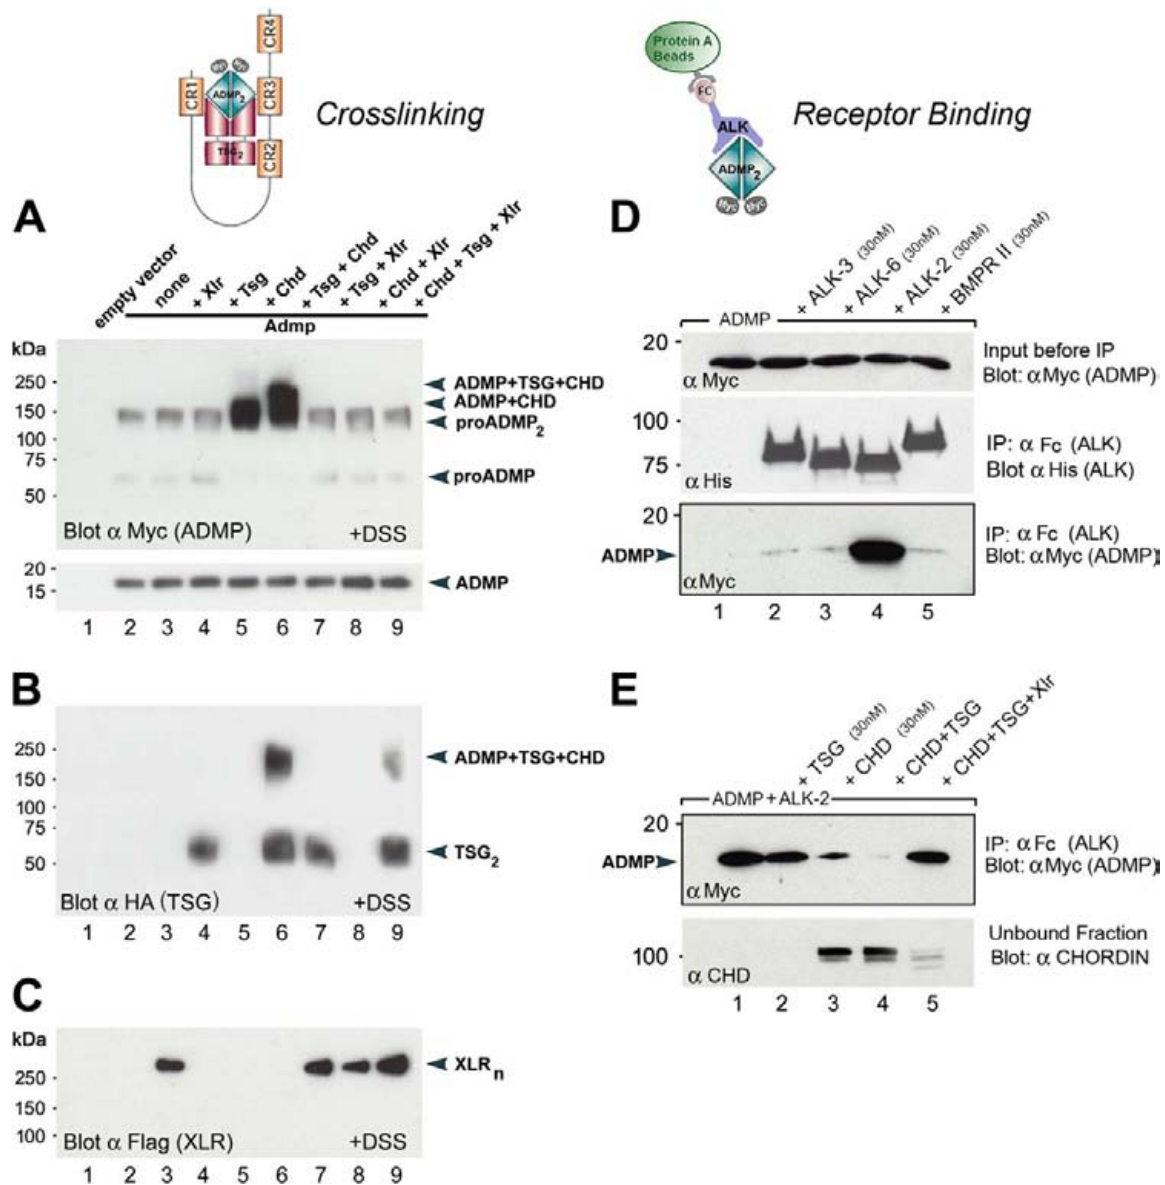 CR4
CR1
Myc Myc
ADMP2
CR3
TSG2
CR2
Crosslinking
Protein A
Beads
FC
ALK
ADMP2
Myc Myc
Receptor Binding
A
empty vector
none
+ Xlr
+ Tsg
+ Chd
+ Tsg + Chd
+ Tsg + Xlr
+ Chd + Xlr
+ Chd + Tsg + Xlr
Admp
kDa
250
150
100
75
50
ADMP+TSG+CHD
ADMP+CHD
proADMP2
proADMP
Blot α Myc (ADMP) +DSS
20
15
ADMP
1 2 3 4 5 6 7 8 9
B
250
150
100
75
50
ADMP+TSG+CHD
TSG2
Blot α HA (TSG) +DSS
1 2 3 4 5 6 7 8 9
C
kDa
250
150
100
XLRn
Blot α Flag (XLR) +DSS
1 2 3 4 5 6 7 8 9
D
+ ALK-3 (30nM)
+ ALK-6 (30nM)
+ ALK-2 (30nM)
+ BMPR II (30nM)
ADMP
20
α Myc
Input before IP
Blot: αMyc (ADMP)
100
75
α His
IP: α Fc (ALK)
Blot αHis (ALK)
20
ADMP
αMyc
IP: αFc (ALK)
Blot: αMyc (ADMP)
1 2 3 4 5
E
+ TSG (30nM)
+ CHD (30nM)
+ CHD+TSG
+ CHD+TSG+Xlr
ADMP+ALK-2
20
ADMP
αMyc
IP: αFc (ALK)
Blot: αMyc (ADMP)
100
α CHD
Unbound Fraction
Blot: α CHORDIN
1 2 3 4 5